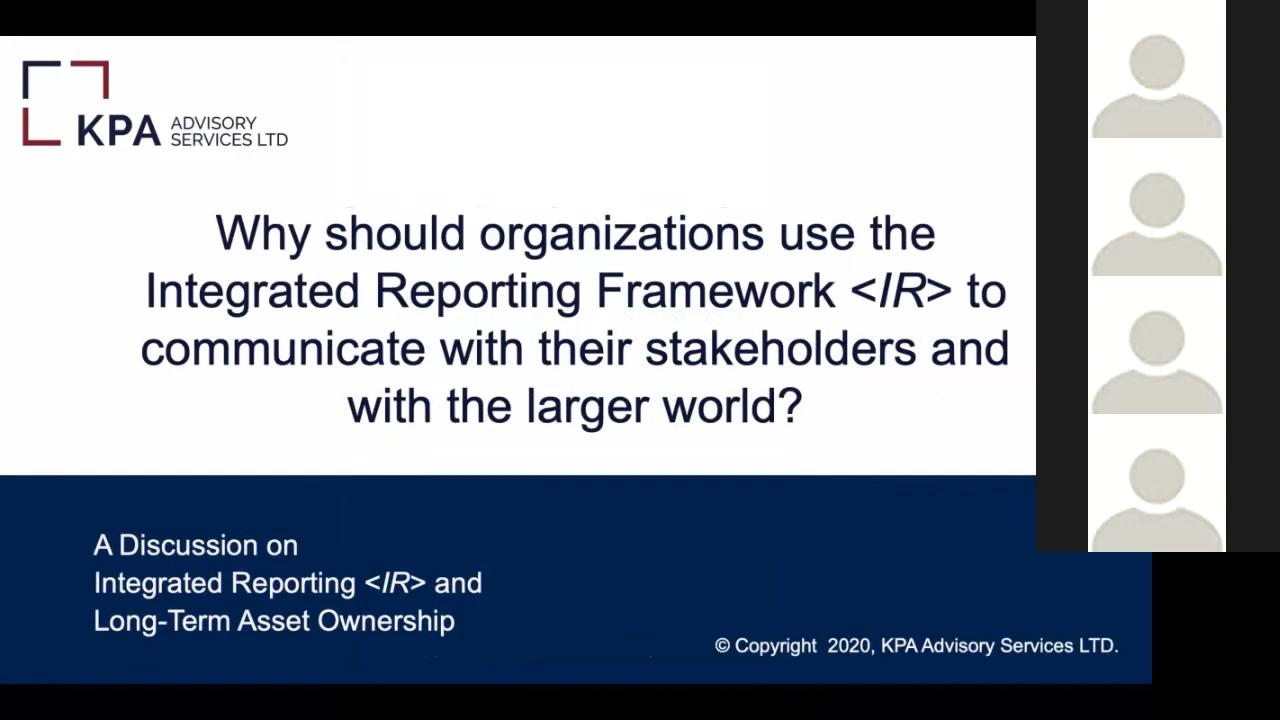 KPA ADVISORY
SERVICES LTD
Why should organizations use the
Integrated Reporting Framework <IR> to
communicate with their stakeholders and
with the larger world?
A Discussion on
Integrated Reporting <IR> and
Long-Term Asset Ownership
© Copyright 2020, KPA Advisory Services LTD.